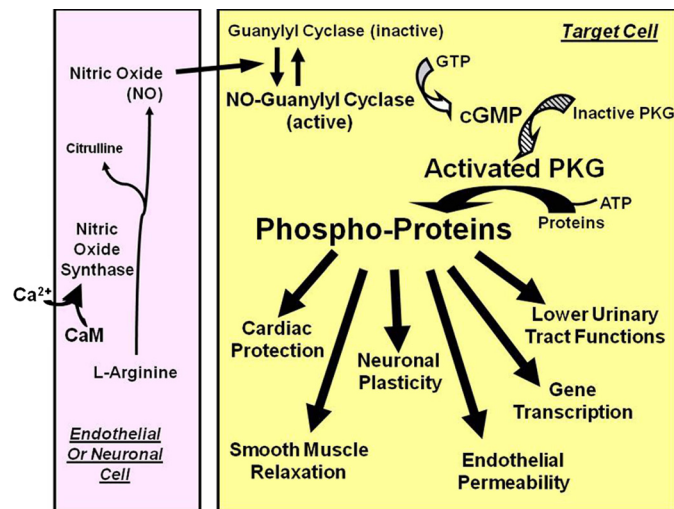 Guanylyl Cyclase (inactive)
Target Cell
Nitric Oxide
(NO)
GTP
NO-Guanylyl Cyclase
(active)
cGMP
Inactive PKG
Citrulline
Activated PKG
ATP
Proteins
Nitric
Oxide
Synthase
Phospho-Proteins
Ca2+
CaM
L-Arginine
Cardiac
Protection
Neuronal
Plasticity
Lower Urinary
Tract Functions
Gene
Transcription
Endothelial
Or Neuronal
Cell
Smooth Muscle
Relaxation
Endothelial
Permeability